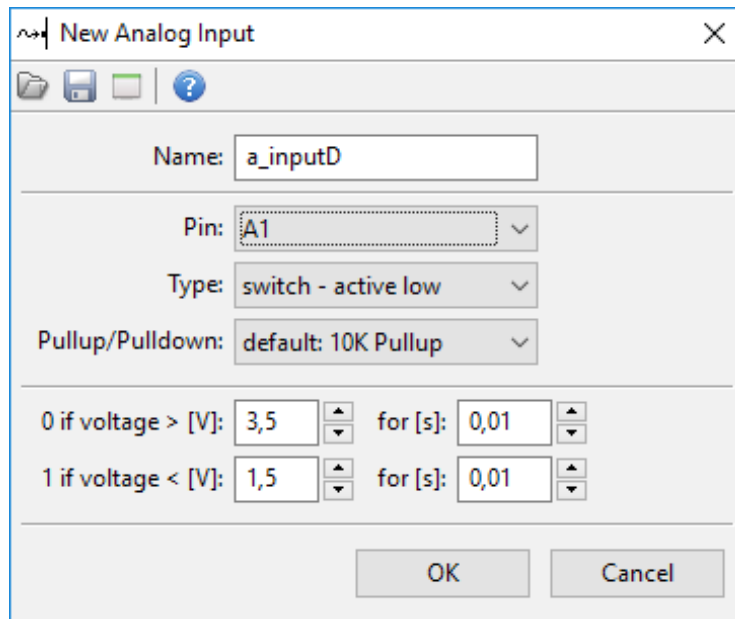 New Analog Input
Name: a_inputD
Pin: A1
Type: switch - active low
Pullup/Pulldown: default: 10K Pullup
0 if voltage > [V]: 3,5 for [s]: 0,01
1 if voltage < [V]: 1,5 for [s]: 0,01
OK Cancel